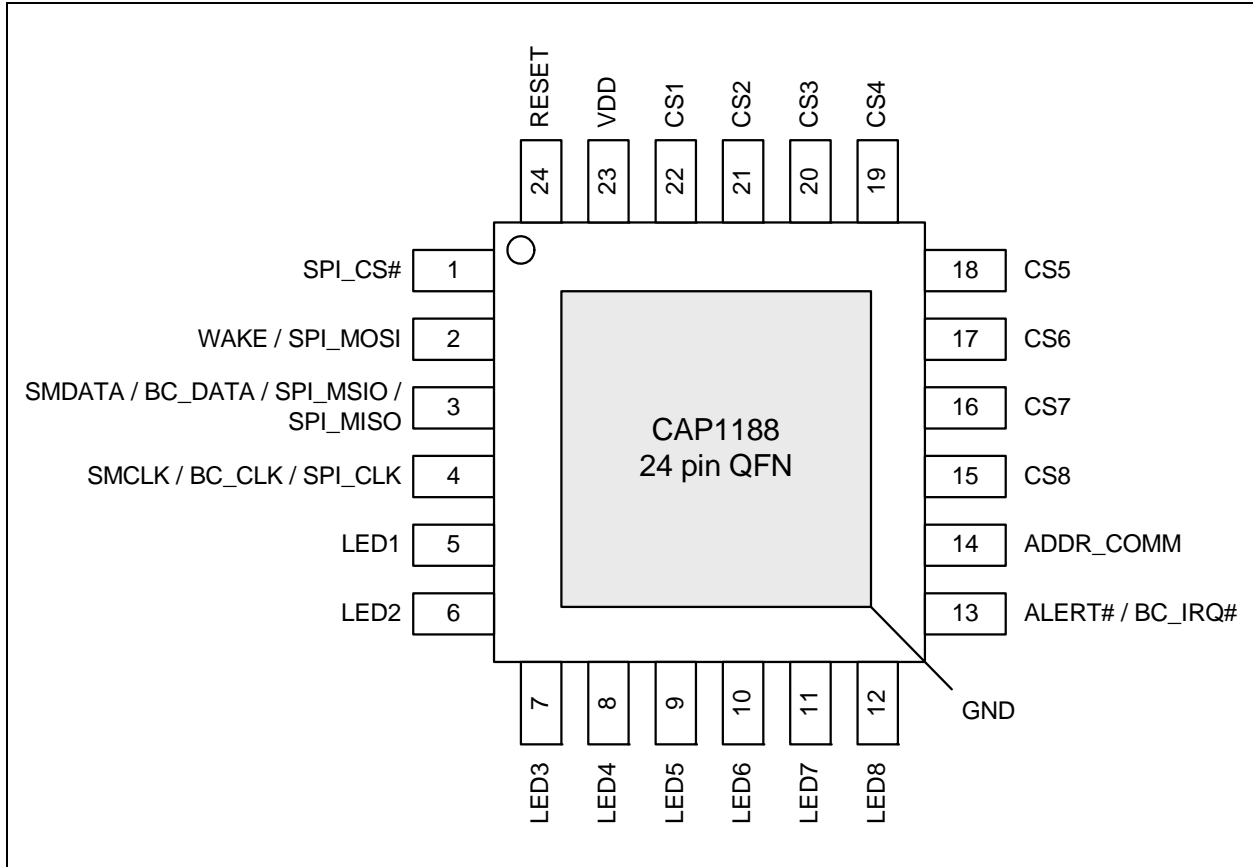 RESET
VDD
CS1
CS2
CS3
CS4
24
23
22
21
20
19
SPI_CS# 1
18 CS5
WAKE / SPI_MOSI 2
17 CS6
SMDATA / BC_DATA / SPI_MSIO /
SPI_MISO
3
16 CS7
CAP1188
24 pin QFN
SMCLK / BC_CLK / SPI_CLK 4
15 CS8
LED1 5
14 ADDR_COMM
LED2 6
13 ALERT# / BC_IRQ#
GND
7
8
9
10
11
12
LED3
LED4
LED5
LED6
LED7
LED8